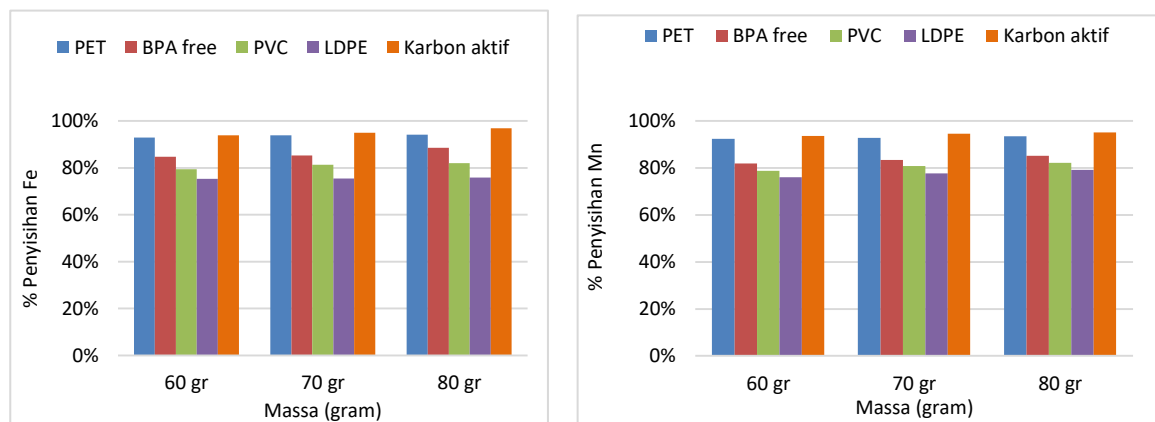 PET BPA free PVC LDPE Karbon aktif
100%
80%
60%
40%
20%
0%
% Penyisihan Fe
60 gr 70 gr 80 gr
Massa (gram)
PET BPA free PVC LDPE Karbon aktif
100%
80%
60%
40%
20%
0%
% Penyisihan Mn
60 gr 70 gr 80 gr
Massa (gram)